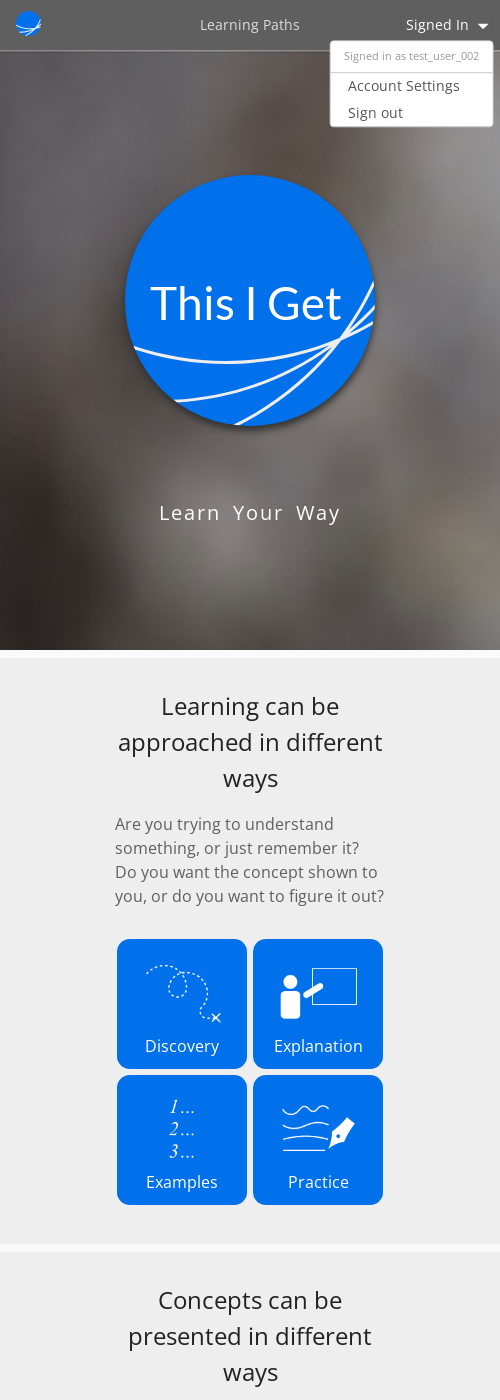 Learning Paths
Signed In
Signed in as test_user_002
Account Settings
Sign out
This I Get
Learn Your Way
Learning can be
approached in different
ways
Are you trying to understand
something, or just remember it?
Do you want the concept shown to
you, or do you want to figure it out?
Discovery
Explanation
1...
2...
3...
Examples
Practice
Concepts can be
presented in different
ways